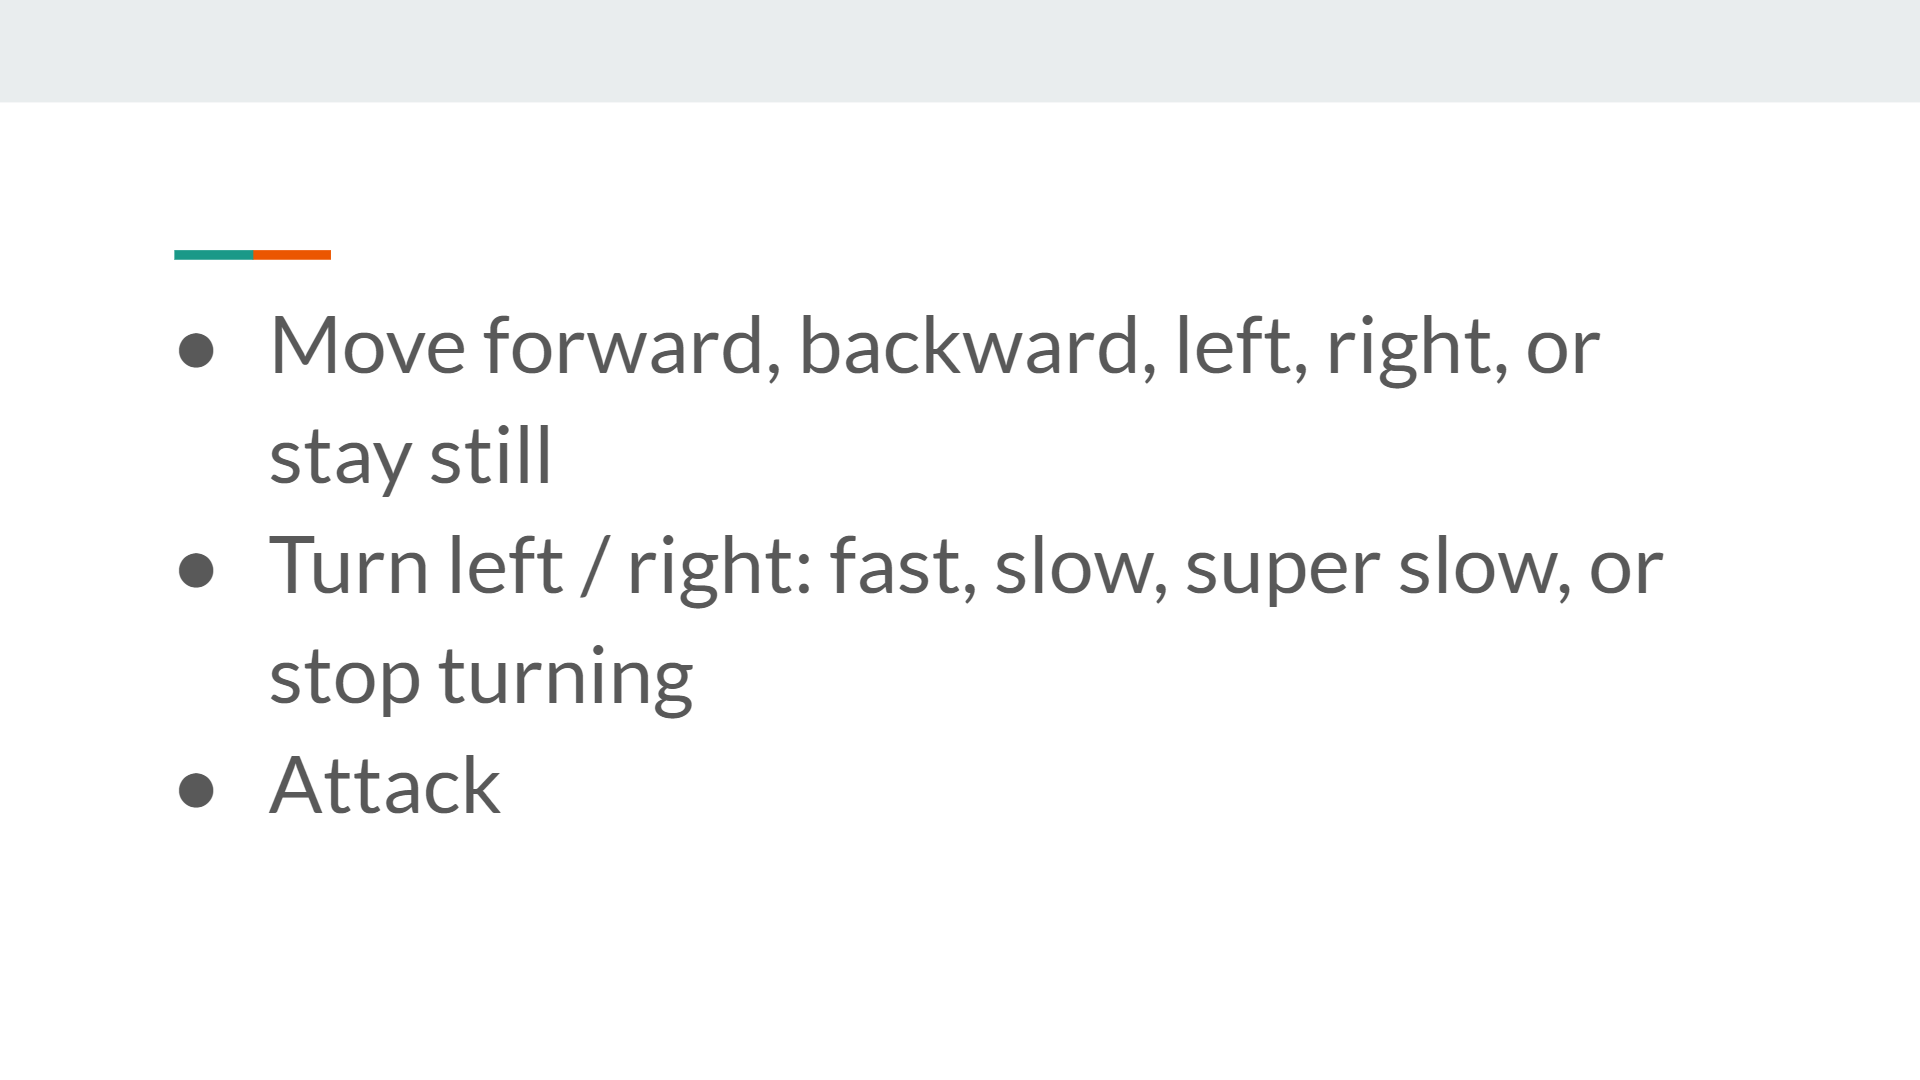 ● Move forward, backward, left, right, or
stay still
● Turn left / right: fast, slow, super slow, or
stop turning
● Attack